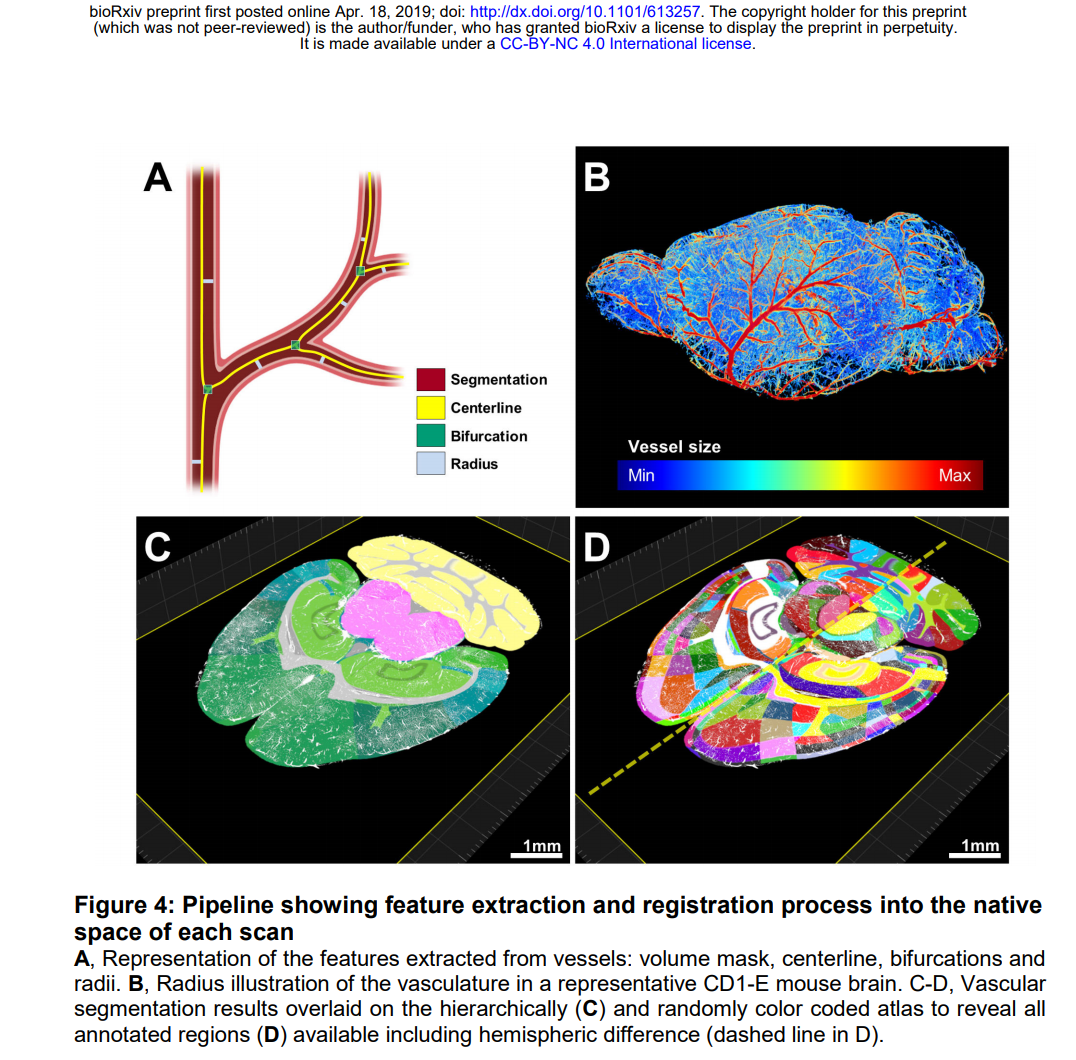 bioRxiv preprint first posted online Apr. 18, 2019; doi: http://dx.doi.org/10.1101/613257. The copyright holder for this preprint
(which was not peer-reviewed) is the author/funder, who has granted bioRxiv a license to display the preprint in perpetuity.
It is made available under a CC-BY-NC 4.0 International license.
A
Segmentation
Centerline
Bifurcation
Radius
B
Vessel size
Min
Max
C
1mm
D
1mm
Figure 4: Pipeline showing feature extraction and registration process into the native
space of each scan
A, Representation of the features extracted from vessels: volume mask, centerline, bifurcations and
radii. B, Radius illustration of the vasculature in a representative CD1-E mouse brain. C-D, Vascular
segmentation results overlaid on the hierarchically (C) and randomly color coded atlas to reveal all
annotated regions (D) available including hemispheric difference (dashed line in D).